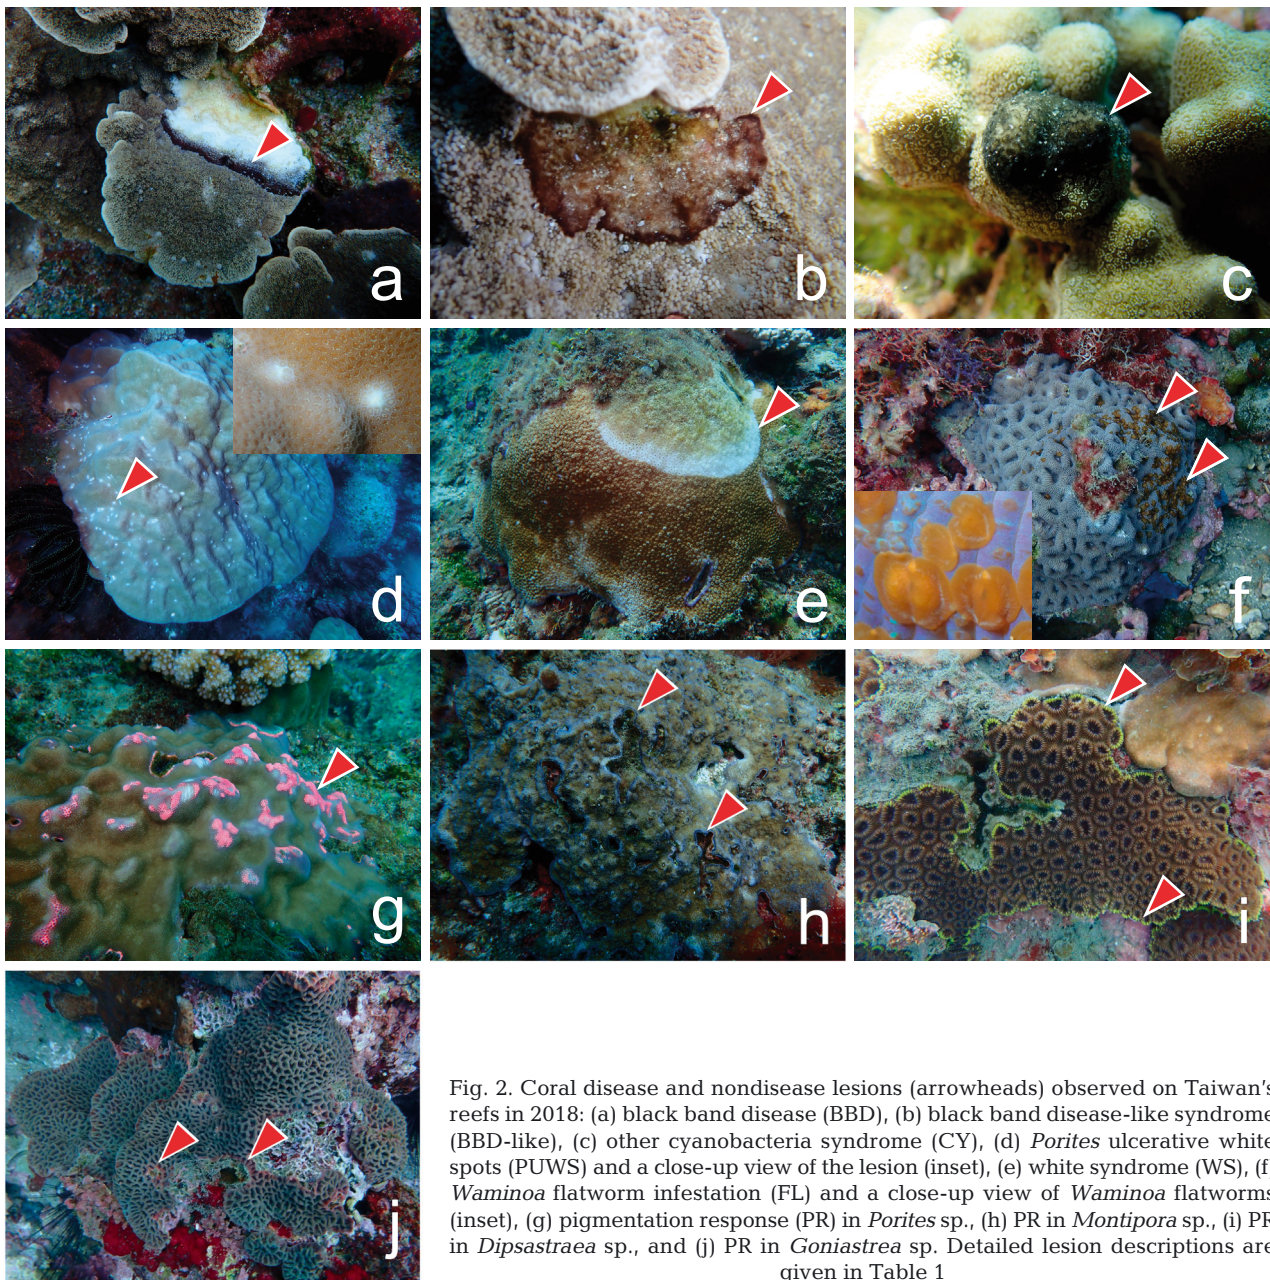 a
b
c
d
e
f
g
h
i
j
Fig. 2. Coral disease and nondisease lesions (arrowheads) observed on Taiwan's
reefs in 2018: (a) black band disease (BBD), (b) black band disease-like syndrome
(BBD-like), (c) other cyanobacteria syndrome (CY), (d) Porites ulcerative white
spots (PUWS) and a close-up view of the lesion (inset), (e) white syndrome (WS), (f)
Waminoa flatworm infestation (FL) and a close-up view of Waminoa flatworms
(inset), (g) pigmentation response (PR) in Porites sp., (h) PR in Montipora sp., (i) PR
in Dipsastraea sp., and (j) PR in Goniastrea sp. Detailed lesion descriptions are
given in Table 1